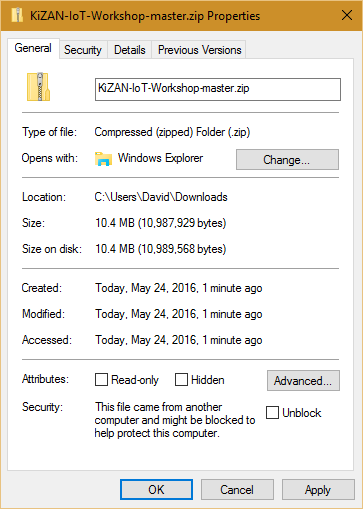 KiZAN-IoT-Workshop-master.zip Properties
General Security Details Previous Versions
KiZAN-IoT-Workshop-master.zip
Type of file: Compressed (zipped) Folder (.zip)
Opens with: Windows Explorer Change...
Location: C:\Users\David\Downloads
Size: 10.4 MB (10,987,929 bytes)
Size on disk: 10.4 MB (10,989,568 bytes)
Created: Today, May 24, 2016, 1 minute ago
Modified: Today, May 24, 2016, 1 minute ago
Accessed: Today, May 24, 2016, 1 minute ago
Attributes: Read-only Hidden Advanced...
Security: This file came from another
computer and might be blocked to Unblock
help protect this computer.
OK Cancel Apply